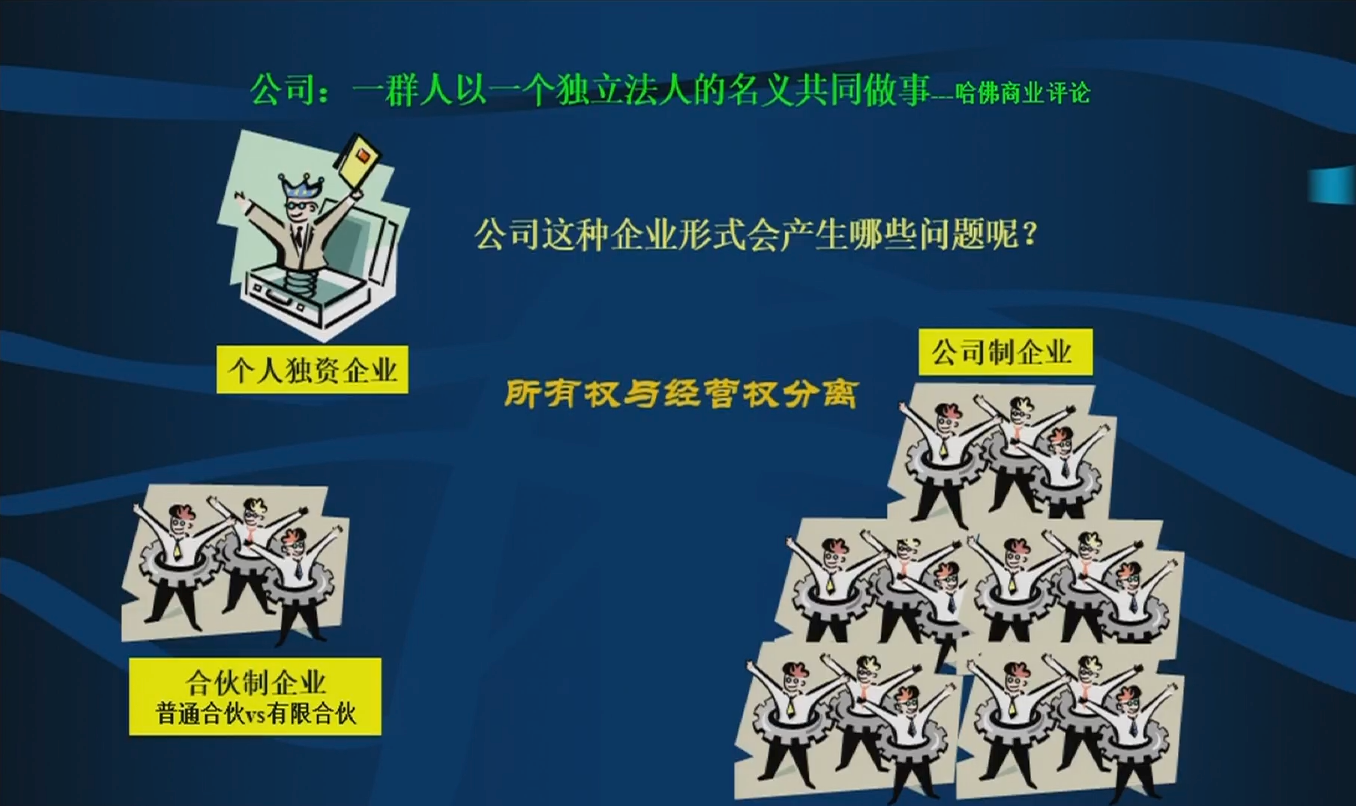 公司：一群人以一个独立法人的名义共同做事---哈佛商业评论
公司这种企业形式会产生哪些问题呢？
个人独资企业
公司制企业
所有权与经营权分离
合伙制企业
普通合伙vs有限合伙